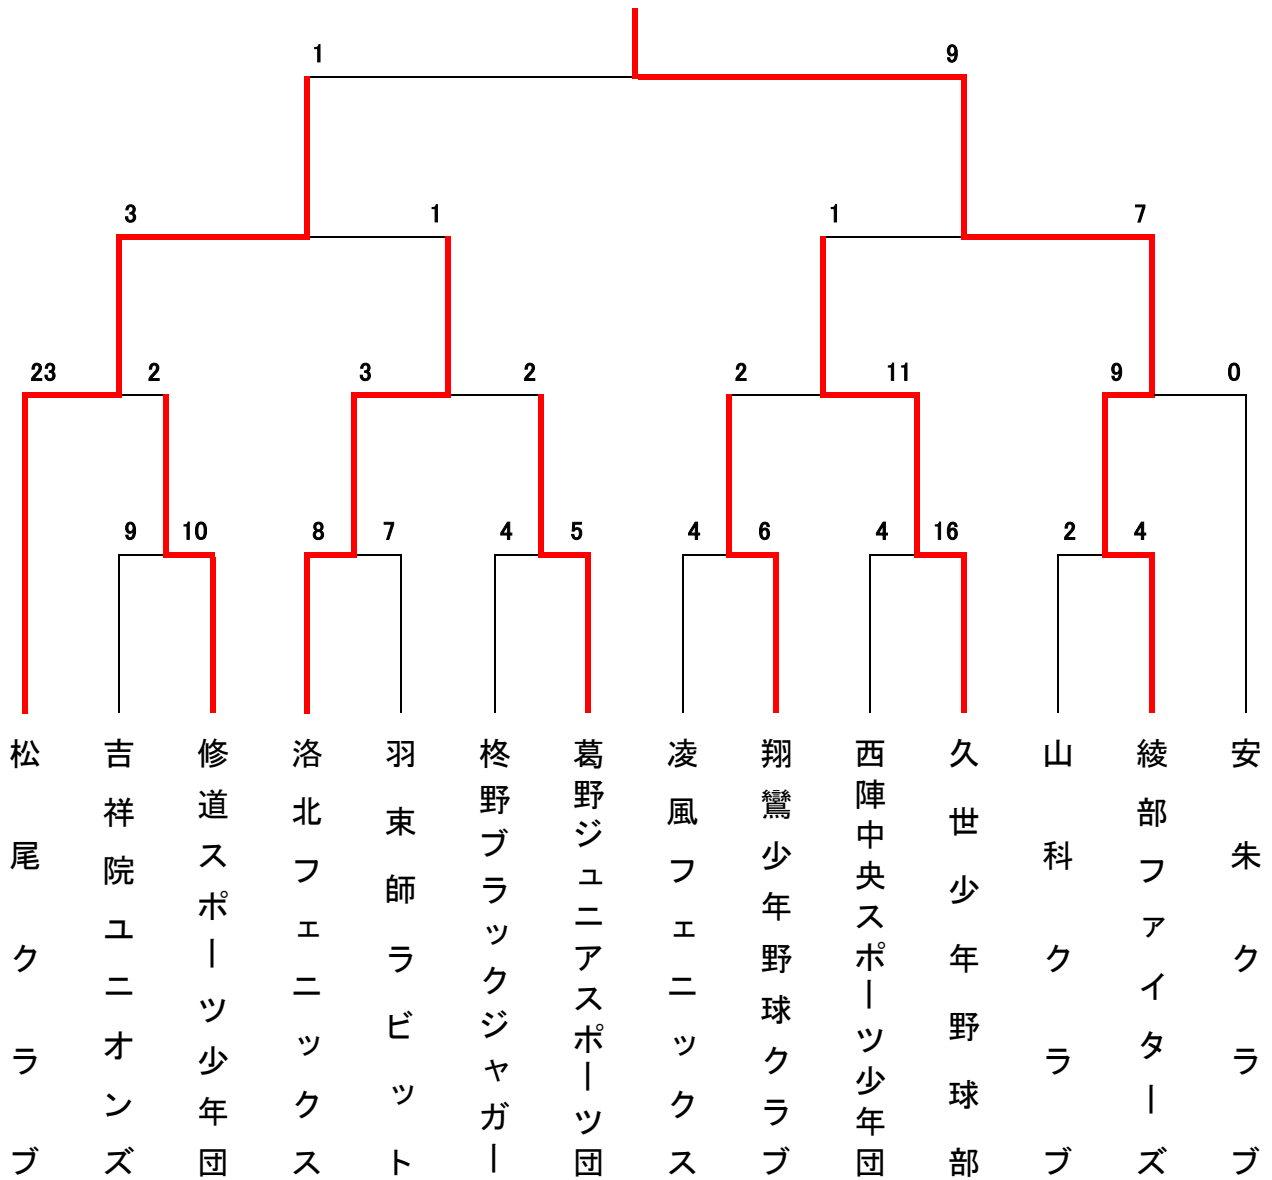 1 9
3 1 1 7
23 2 3 2 2 11 9 0
9 10 8 7 4 5 4 6 4 16 2 4
松尾クラブ
吉祥院ユニオンズ
修道スポーツ少年団
洛北フェニックス
羽束師ラビット
柊野ブラックジャガー
葛野ジュニアスポーツ団
凌風フェニックス
翔鸞少年野球クラブ
西陣中央スポーツ少年団
久世少年野球部
山科クラブ
綾部ファイターズ
安朱クラブ